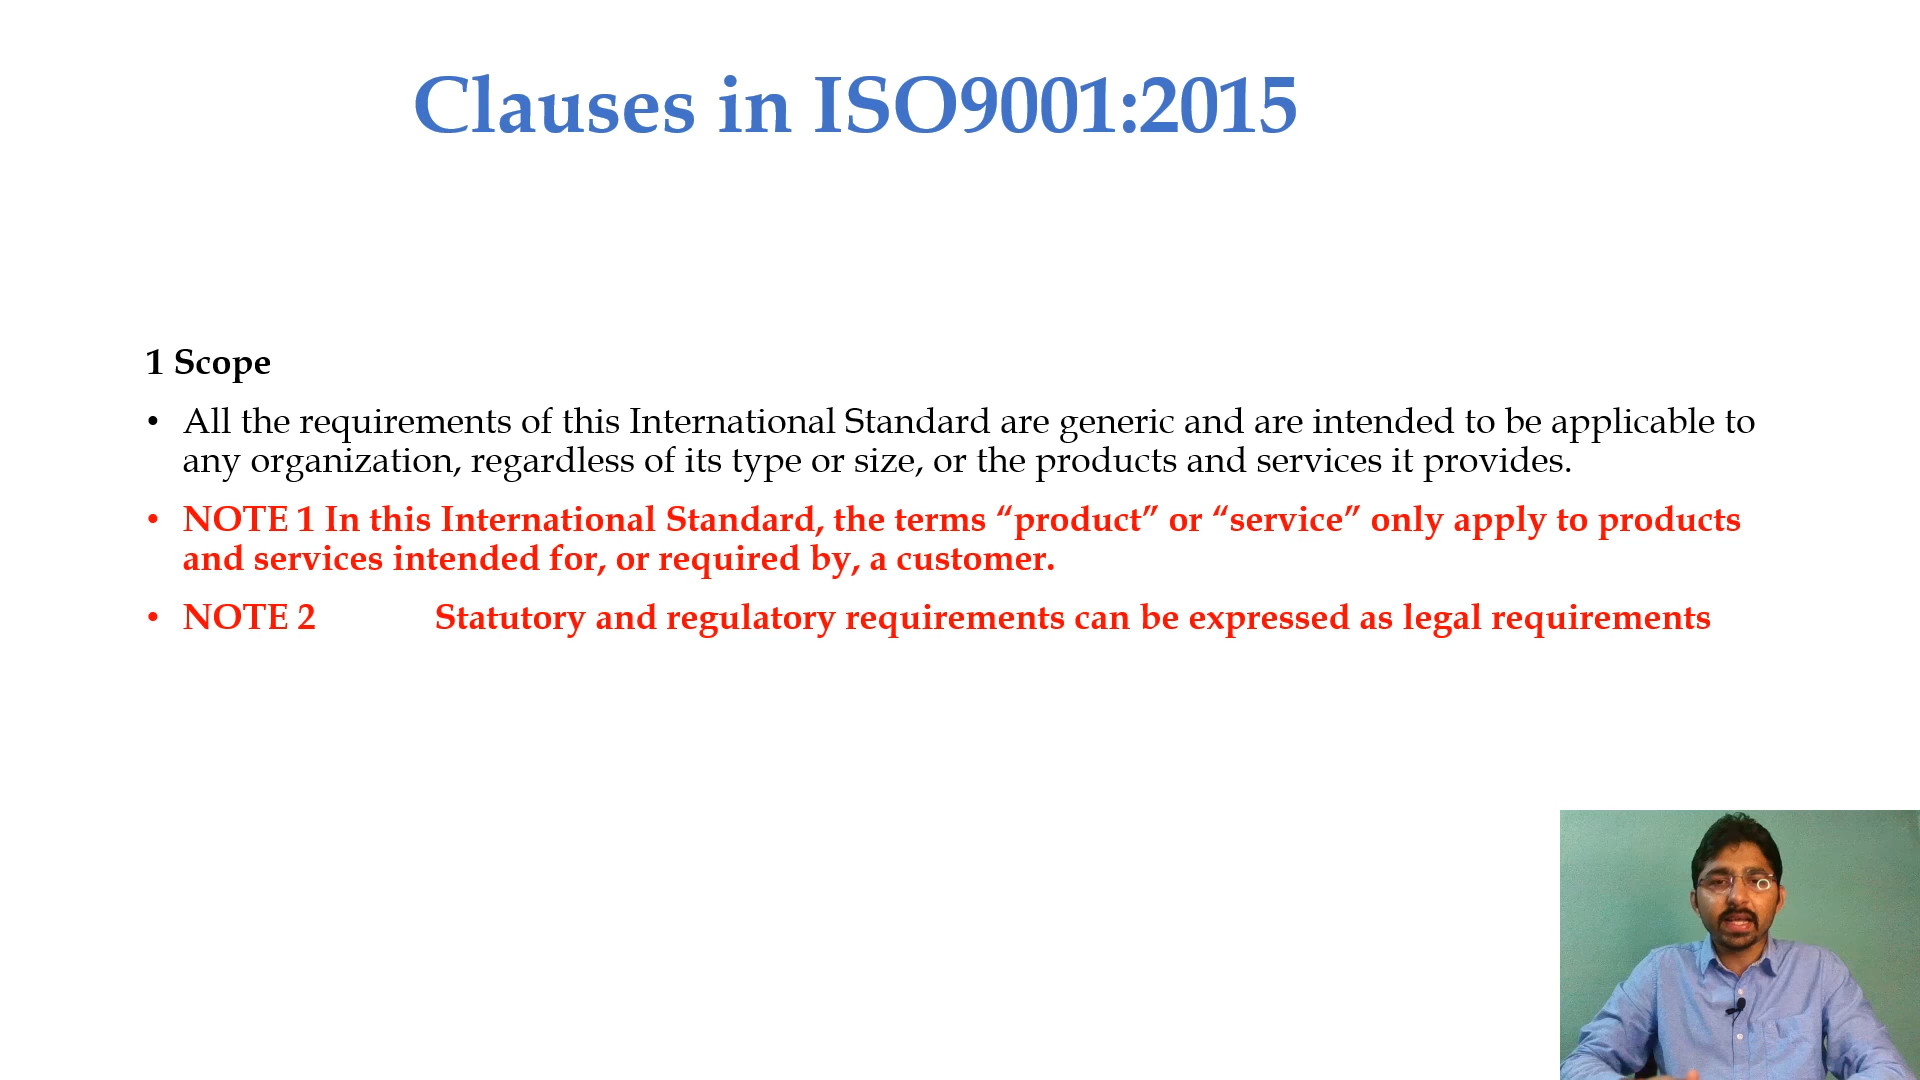 Clauses in ISO9001:2015
1 Scope
• All the requirements of this International Standard are generic and are intended to be applicable to
any organization, regardless of its type or size, or the products and services it provides.
• NOTE 1 In this International Standard, the terms “product” or “service” only apply to products
and services intended for, or required by, a customer.
• NOTE 2 Statutory and regulatory requirements can be expressed as legal requirements